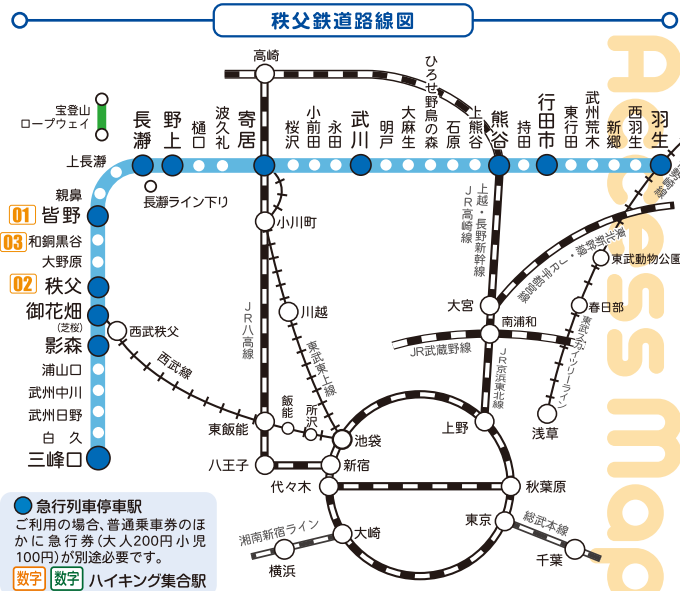 秩父鉄道路線図
Access Map
高崎
宝登山
ロープウェイ
長瀞
野上
樋口
波久礼
寄居
桜沢
小前田
永田
武川
明戸
大麻生
ひろせ野鳥の森
石原
上熊谷
熊谷
持田
行田市
東行田
武州荒木
新郷
西羽生
羽生
上長瀞
長瀞ライン下り
親鼻
01 皆野
03 和銅黒谷
大野原
02 秩父
御花畑
(芝桜)
影森
浦山口
武州中川
武州日野
白久
三峰口
西武秩父
西武線
小川町
川越
JR八高線
東武東上線
上越・長野新幹線
JR高崎線
東北新幹線・JR宇都宮線
東武動物公園
春日部
東武スカイツリーライン
浅草
大宮
南浦和
JR武蔵野線
JR京浜東北線
東飯能
飯能
所沢
池袋
上野
八王子
新宿
代々木
秋葉原
東京
総武本線
千葉
湘南新宿ライン
大崎
横浜
急行列車停車駅
ご利用の場合、普通乗車券のほ
かに急行券(大人200円小児
100円)が別途必要です。
数字 数字 ハイキング集合駅